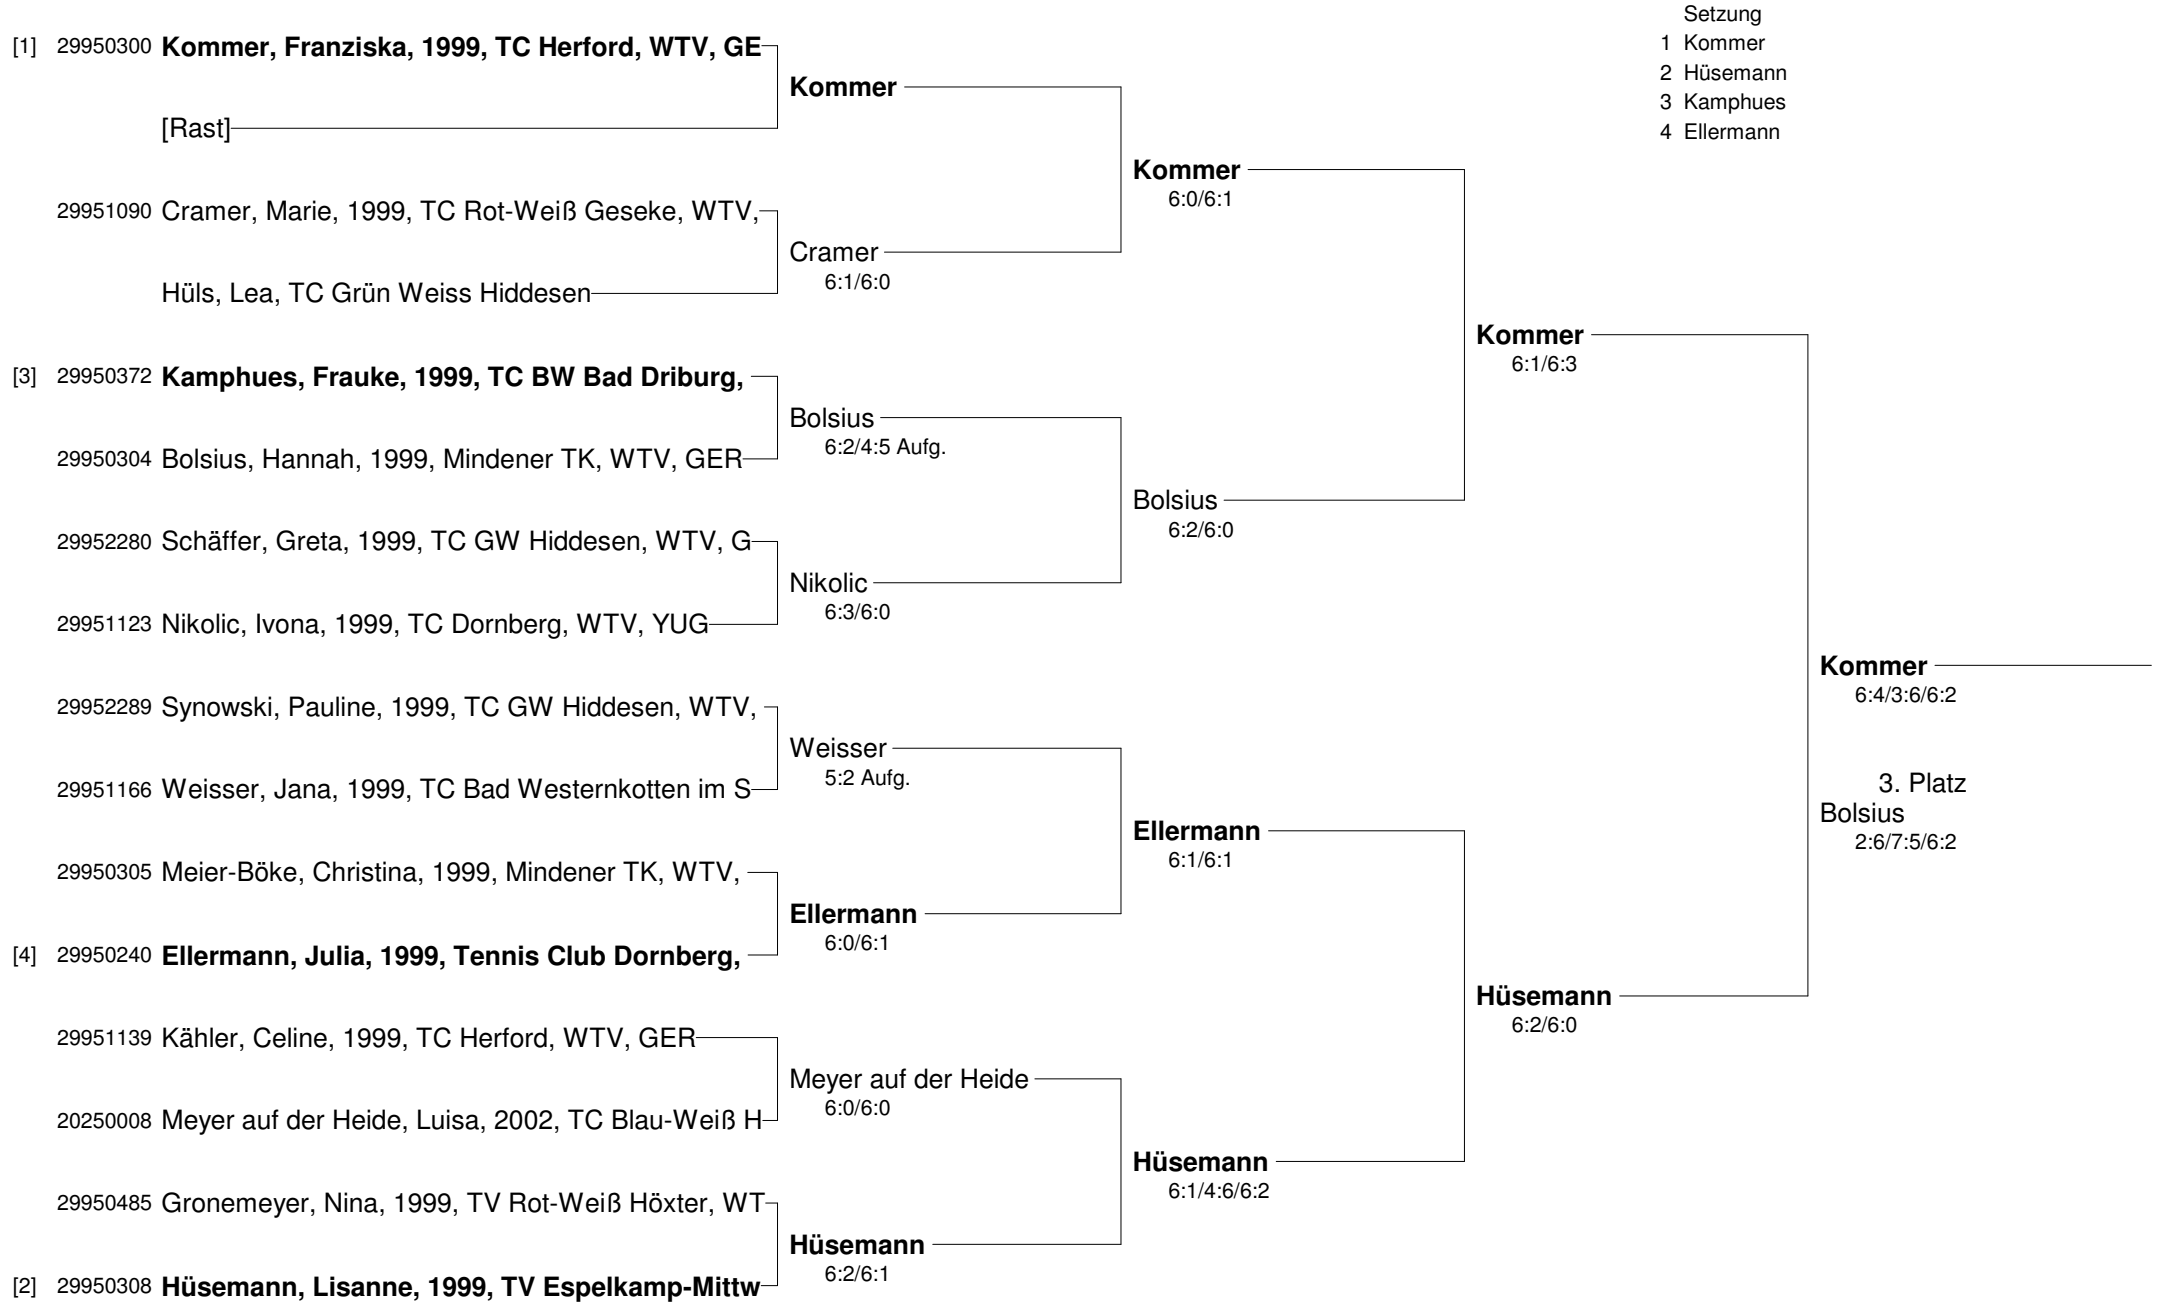 Setzung
1 Kommer
2 Hüsemann
3 Kamphues
4 Ellermann
[1] 29950300 Kommer, Franziska, 1999, TC Herford, WTV, GE
Kommer
[Rast]
Kommer
6:0/6:1
29951090 Cramer, Marie, 1999, TC Rot-Weiß Geseke, WTV,
Cramer
6:1/6:0
Hüls, Lea, TC Grün Weiss Hiddesen
Kommer
6:1/6:3
[3] 29950372 Kamphues, Frauke, 1999, TC BW Bad Driburg,
Bolsius
6:2/4:5 Aufg.
29950304 Bolsius, Hannah, 1999, Mindener TK, WTV, GER
Bolsius
6:2/6:0
29952280 Schäffer, Greta, 1999, TC GW Hiddesen, WTV, G
Nikolic
6:3/6:0
29951123 Nikolic, Ivona, 1999, TC Dornberg, WTV, YUG
Kommer
6:4/3:6/6:2
29952289 Synowski, Pauline, 1999, TC GW Hiddesen, WTV,
Weisser
5:2 Aufg.
29951166 Weisser, Jana, 1999, TC Bad Westernkotten im S
3. Platz
Bolsius
2:6/7:5/6:2
Ellermann
6:1/6:1
29950305 Meier-Böke, Christina, 1999, Mindener TK, WTV,
Ellermann
6:0/6:1
[4] 29950240 Ellermann, Julia, 1999, Tennis Club Dornberg,
Hüsemann
6:2/6:0
29951139 Kähler, Celine, 1999, TC Herford, WTV, GER
Meyer auf der Heide
6:0/6:0
20250008 Meyer auf der Heide, Luisa, 2002, TC Blau-Weiß H
Hüsemann
6:1/4:6/6:2
29950485 Gronemeyer, Nina, 1999, TV Rot-Weiß Höxter, WT
Hüsemann
6:2/6:1
[2] 29950308 Hüsemann, Lisanne, 1999, TV Espelkamp-Mittw